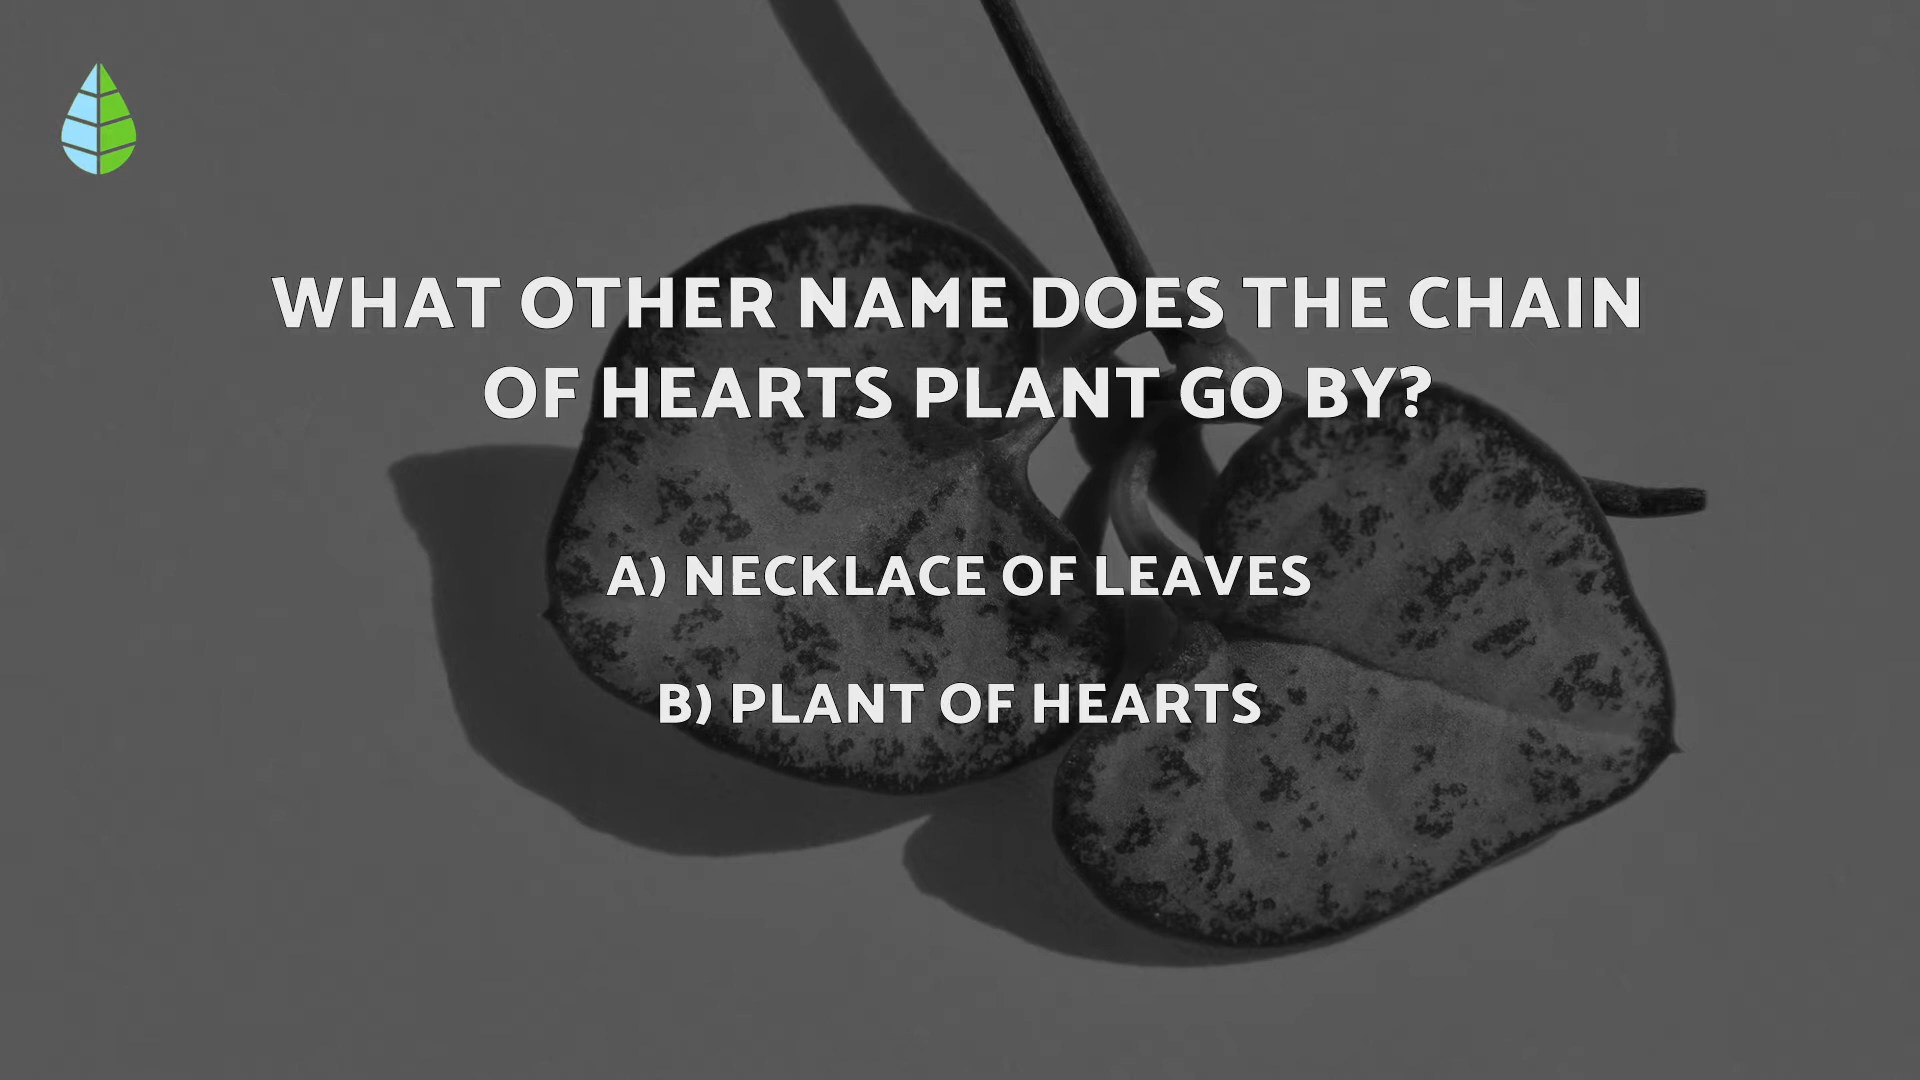 WHAT OTHER NAME DOES THE CHAIN
OF HEARTS PLANT GO BY?
A) NECKLACE OF LEAVES
B) PLANT OF HEARTS